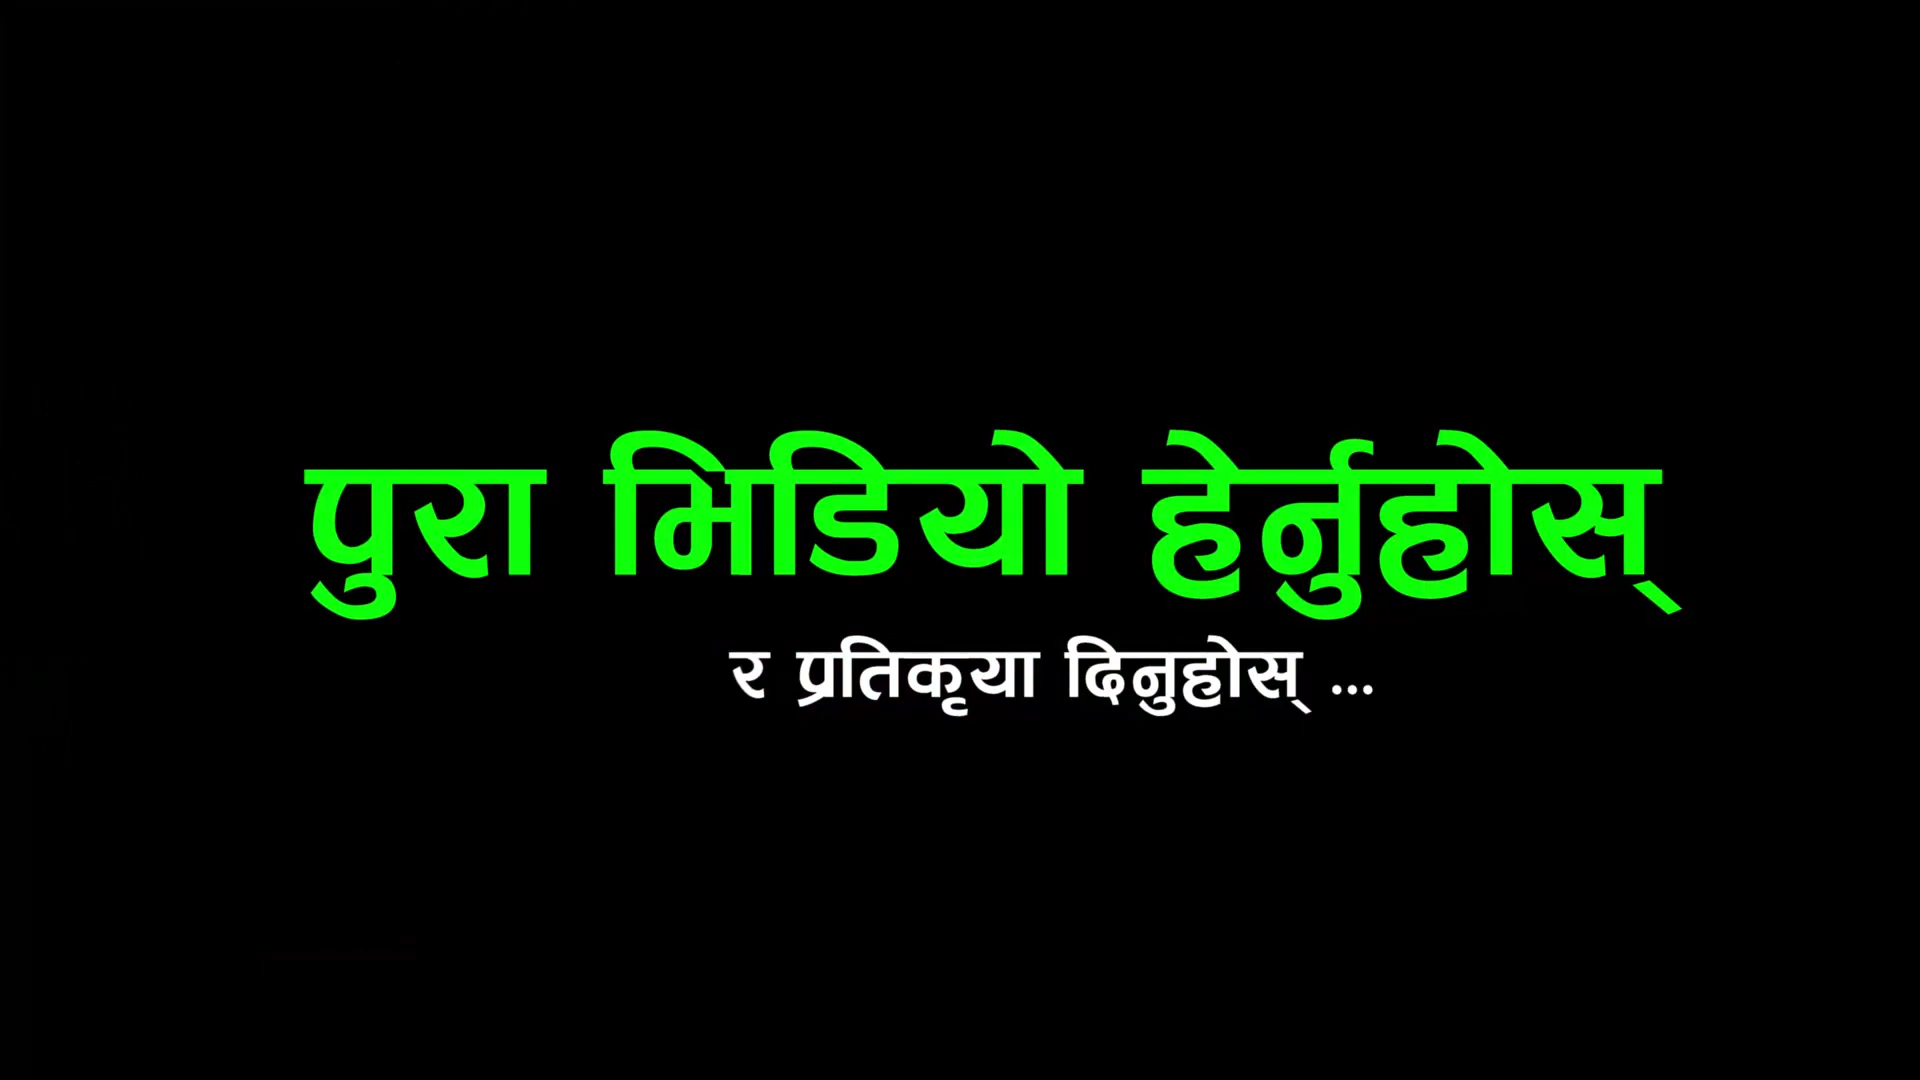 पुरा भिडियो हेर्नुहोस्
र प्रतिकृया दिनुहोस् ...